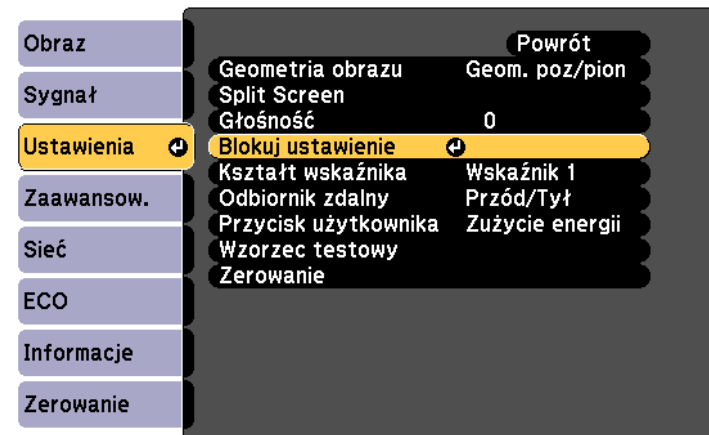 Obraz
Sygnał
Ustawienia
Zaawansow.
Sieć
ECO
Informacje
Zerowanie
Powrót
Geometria obrazu Geom. poz/pion
Split Screen
Głośność 0
Blokuj ustawienie
Kształt wskaźnika Wskaźnik 1
Odbiornik zdalny Przód/Tył
Przycisk użytkownika Zużycie energii
Wzorzec testowy
Zerowanie